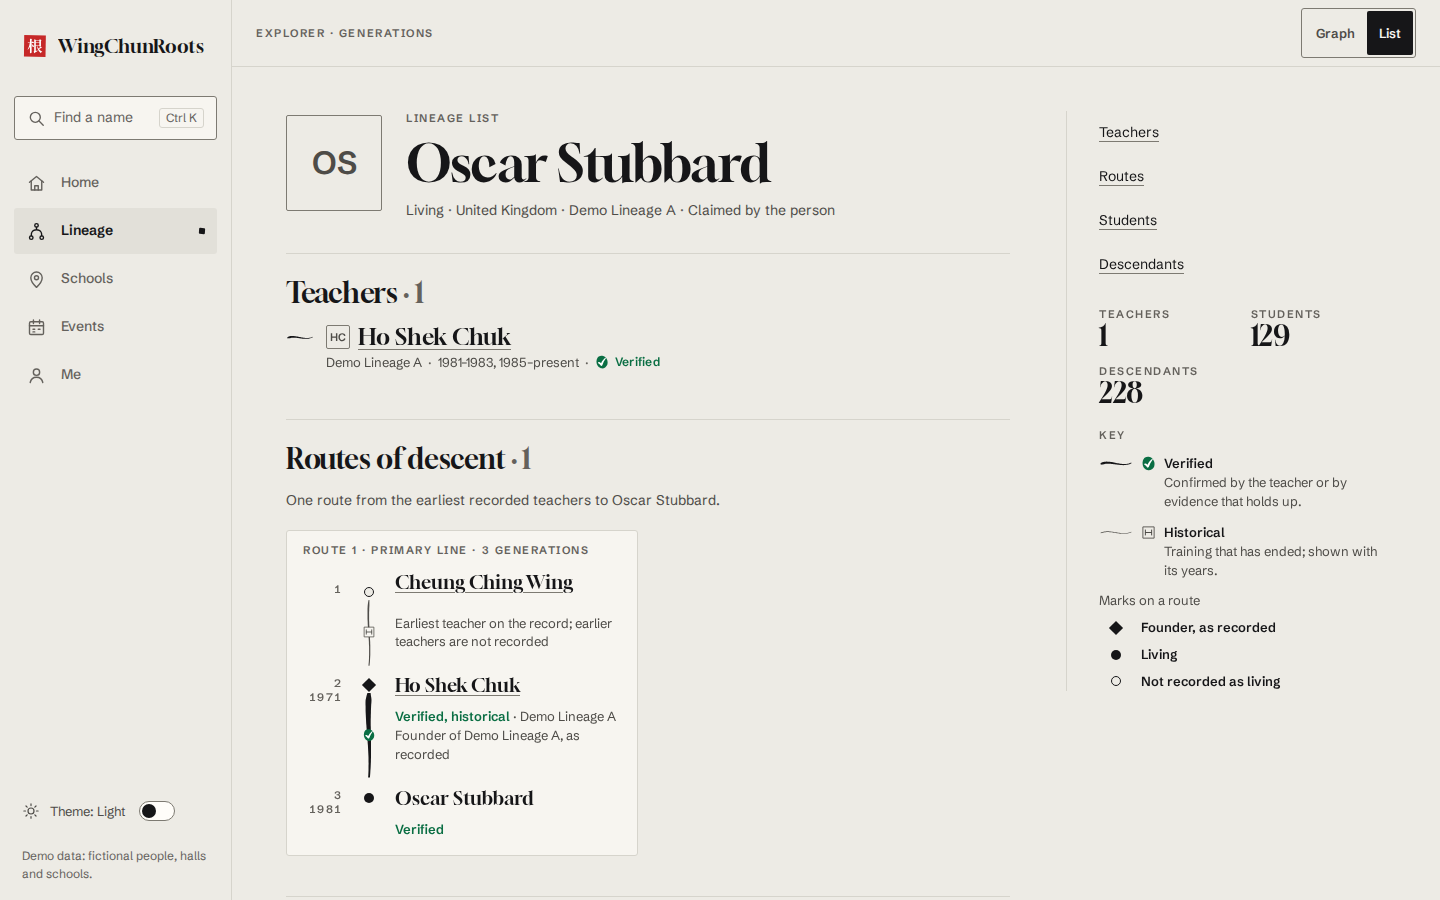 根 WingChunRoots
Find a name Ctrl K
Home
Lineage
Schools
Events
Me
Theme: Light
Demo data: fictional people, halls
and schools.
EXPLORER · GENERATIONS
Graph List
OS
LINEAGE LIST
Oscar Stubbard
Living · United Kingdom · Demo Lineage A · Claimed by the person
Teachers · 1
HC Ho Shek Chuk
Demo Lineage A · 1981–1983, 1985–present · Verified
Routes of descent · 1
One route from the earliest recorded teachers to Oscar Stubbard.
ROUTE 1 · PRIMARY LINE · 3 GENERATIONS
1 Cheung Ching Wing
Earliest teacher on the record; earlier
teachers are not recorded
H
2 Ho Shek Chuk
1971
Verified, historical · Demo Lineage A
Founder of Demo Lineage A, as
recorded
3 Oscar Stubbard
1981
Verified
Teachers
Routes
Students
Descendants
TEACHERS STUDENTS
1 129
DESCENDANTS
228
KEY
Verified
Confirmed by the teacher or by
evidence that holds up.
H Historical
Training that has ended; shown with
its years.
Marks on a route
Founder, as recorded
Living
Not recorded as living